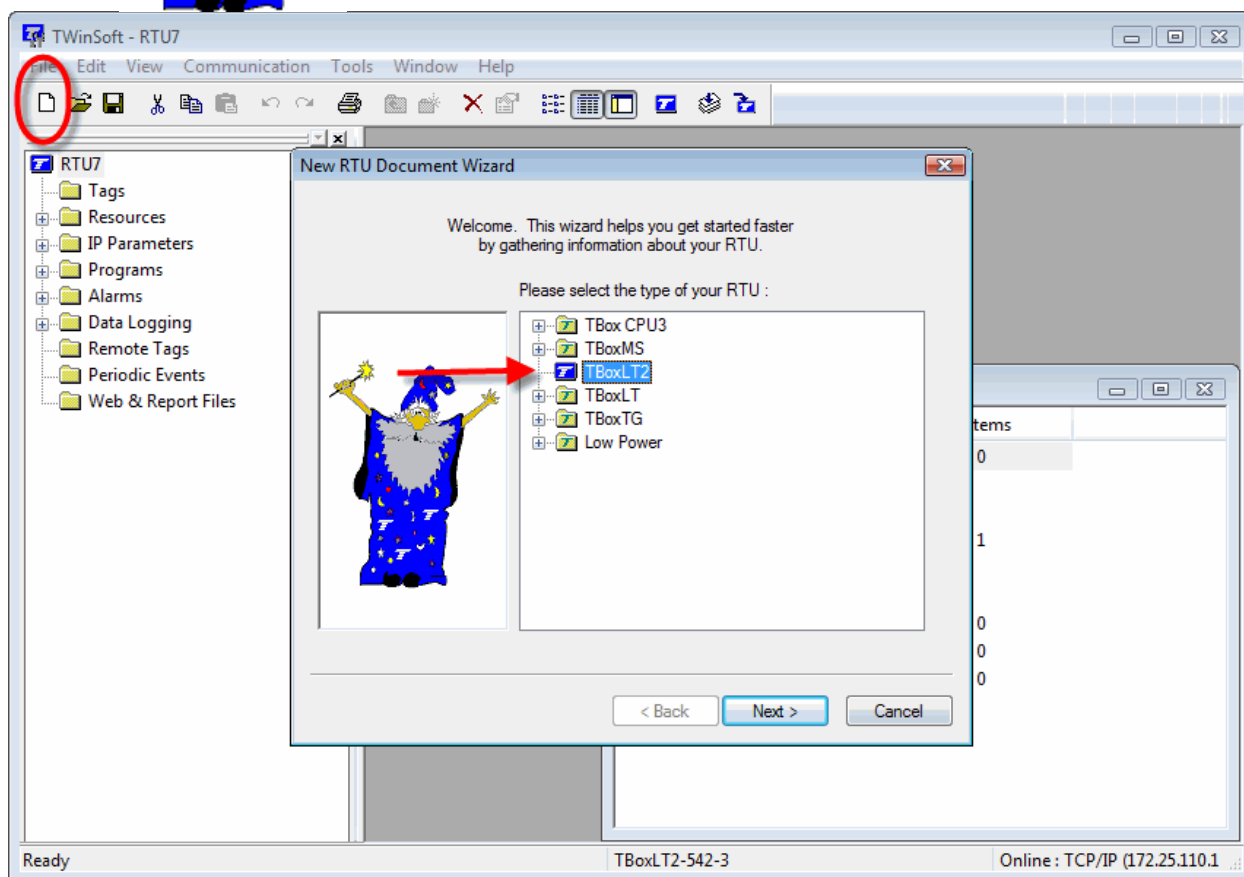 TWinSoft - RTU7
File Edit View Communication Tools Window Help
RTU7
Tags
Resources
IP Parameters
Programs
Alarms
Data Logging
Remote Tags
Periodic Events
Web & Report Files
New RTU Document Wizard
Welcome. This wizard helps you get started faster
by gathering information about your RTU.
Please select the type of your RTU :
TBox CPU3
TBoxMS
TBoxLT2
TBoxLT
TBoxTG
Low Power
< Back Next > Cancel
tems
0
1
0
0
0
Ready TBoxLT2-542-3 Online : TCP/IP (172.25.110.1